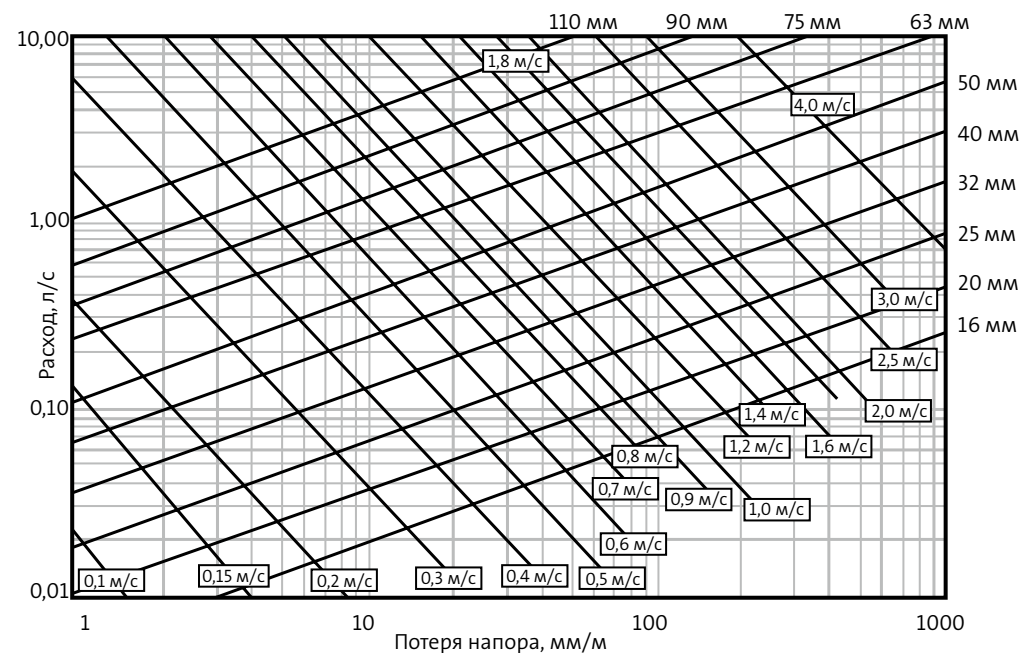 110 мм 90 мм 75 мм 63 мм
10,00
1,8 м/с
50 мм
4,0 м/с
40 мм
32 мм
1,00
25 мм
20 мм
3,0 м/с
16 мм
Расход, л/с
2,5 м/с
0,10
1,4 м/с
2,0 м/с
1,2 м/с
1,6 м/с
0,8 м/с
0,7 м/с
0,9 м/с
1,0 м/с
0,6 м/с
0,01
0,1 м/с
0,15 м/с
0,2 м/с
0,3 м/с
0,4 м/с
0,5 м/с
1 10 100 1000
Потеря напора, мм/м